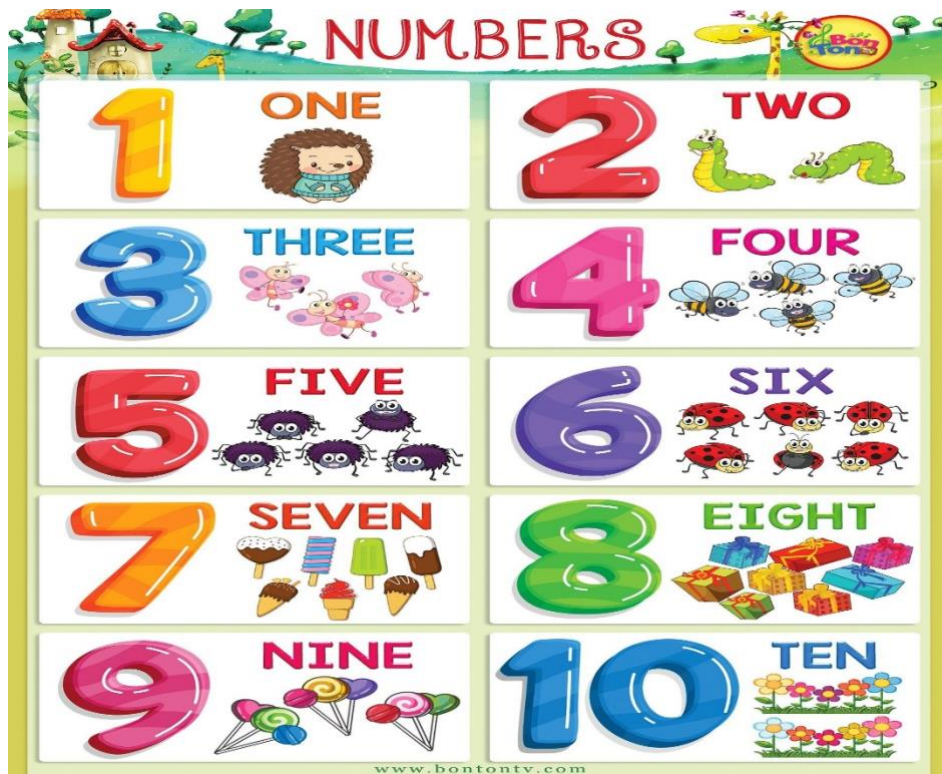 NUMBERS
Bon
Ton
1 ONE
2 TWO
3 THREE
4 FOUR
5 FIVE
6 SIX
7 SEVEN
8 EIGHT
9 NINE
10 TEN
www.bontontv.com